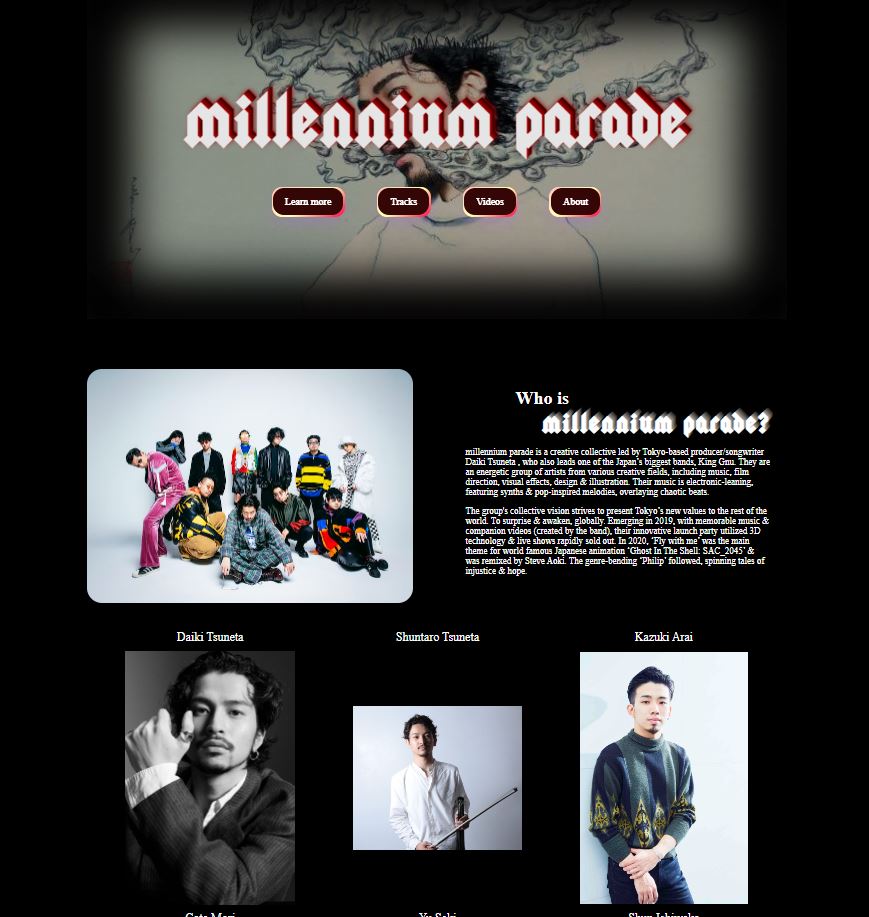 millennium parade
Learn more
Tracks
Videos
About
Who is
millennium parade?
millennium parade is a creative collective led by Tokyo-based producer/songwriter
Daiki Tsuneta , who also leads one of the Japan's biggest bands, King Gnu. They are
an energetic group of artists from various creative fields, including music, film
direction, visual effects, design & illustration. Their music is electronic-leaning,
featuring synths & pop-inspired melodies, overlaying chaotic beats.
The group's collective vision strives to present Tokyo's new values to the rest of the
world. To surprise & awaken, globally. Emerging in 2019, with memorable music &
companion videos (created by the band), their innovative launch party utilized 3D
technology & live shows rapidly sold out. In 2020, 'Fly with me' was the main
theme for world famous Japanese animation 'Ghost In The Shell: SAC_2045' &
was remixed by Steve Aoki. The genre-bending 'Philip' followed, spinning tales of
injustice & hope.
Daiki Tsuneta
Shuntaro Tsuneta
Kazuki Arai